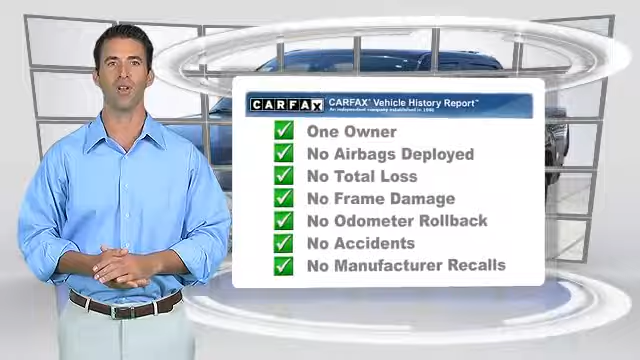 CARFAX CARFAX® Vehicle History Report™
An independent company established in 1986
One Owner
No Airbags Deployed
No Total Loss
No Frame Damage
No Odometer Rollback
No Accidents
No Manufacturer Recalls